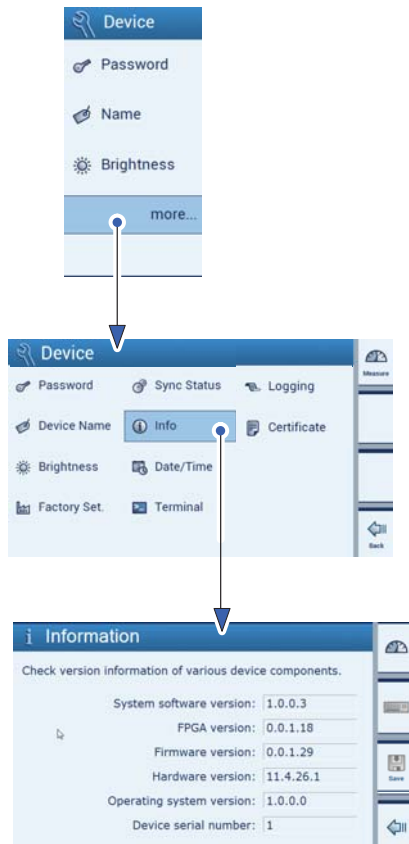 Device
Password
Name
Brightness
more...
Device
Measure
Password Sync Status Logging
Device Name Info Certificate
Brightness Date/Time
Factory Set. Terminal
Back
i Information
Check version information of various device components.
System software version: 1.0.0.3
FPGA version: 0.0.1.18
Firmware version: 0.0.1.29
Save
Hardware version: 11.4.26.1
Operating system version: 1.0.0.0
Device serial number: 1